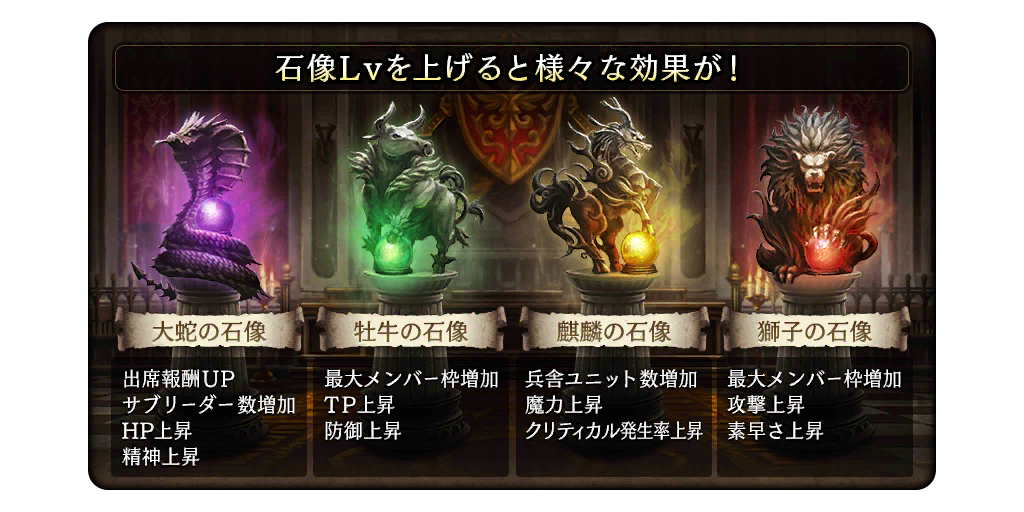 石像Lvを上げると様々な効果が！
大蛇の石像
出席報酬UP
サブリーダー数増加
HP上昇
精神上昇
牡牛の石像
最大メンバー枠増加
TP上昇
防御上昇
麒麟の石像
兵舎ユニット数増加
魔力上昇
クリティカル発生率上昇
獅子の石像
最大メンバー枠増加
攻撃上昇
素早さ上昇